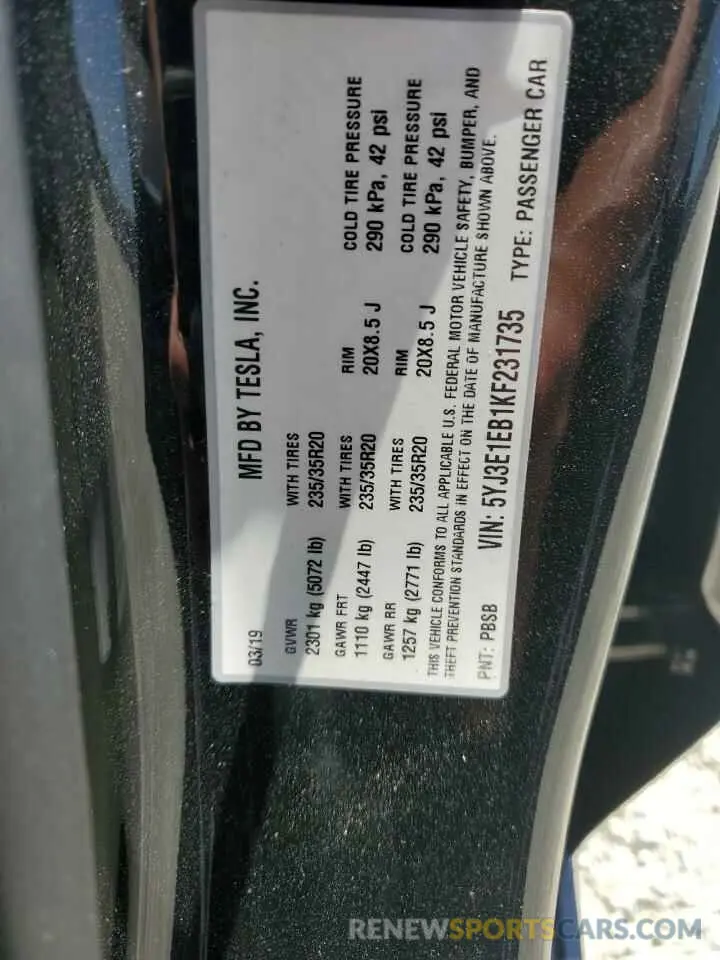 MFD BY TESLA, INC.
03/19
GVWR WITH TIRES
2301 kg (5072 lb) 235/35R20
GAWR FRT WITH TIRES RIM COLD TIRE PRESSURE
1110 kg (2447 lb) 235/35R20 20X8.5 J 290 kPa, 42 psi
GAWR RR WITH TIRES RIM COLD TIRE PRESSURE
1257 kg (2771 lb) 235/35R20 20X8.5 J 290 kPa, 42 psi
THIS VEHICLE CONFORMS TO ALL APPLICABLE U.S. FEDERAL MOTOR VEHICLE SAFETY, BUMPER, AND
THEFT PREVENTION STANDARDS IN EFFECT ON THE DATE OF MANUFACTURE SHOWN ABOVE.
PNT: PBSB VIN: 5YJ3E1EB1KF231735 TYPE: PASSENGER CAR
RENEWSPORTSCARS.COM